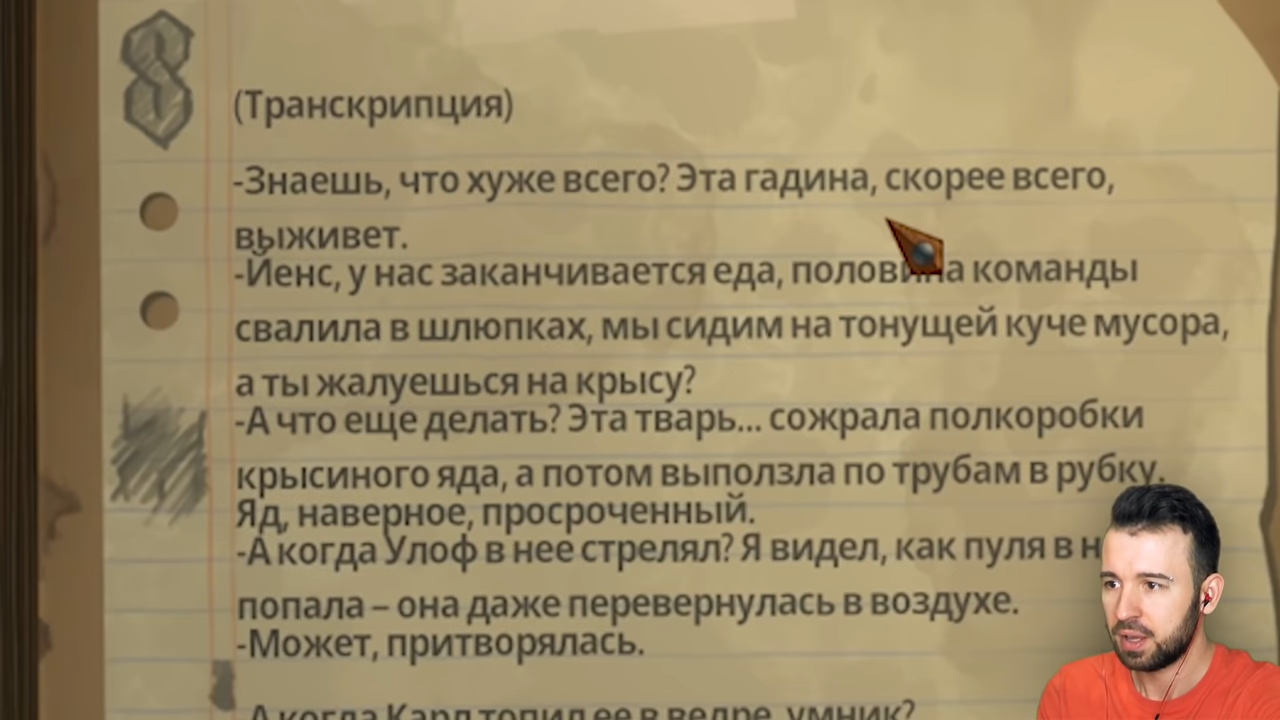 (Транскрипция)
-Знаешь, что хуже всего? Эта гадина, скорее всего,
выживет.
-Йенс, у нас заканчивается еда, половина команды
свалила в шлюпках, мы сидим на тонущей куче мусора,
а ты жалуешься на крысу?
-А что еще делать? Эта тварь... сожрала полкоробки
крысиного яда, а потом выползла по трубам в рубку.
Яд, наверное, просроченный.
-А когда Улоф в нее стрелял? Я видел, как пуля в
попала – она даже перевернулась в воздухе.
-Может, притворялась.
-А когда Карл топил ее в ведре, умник?